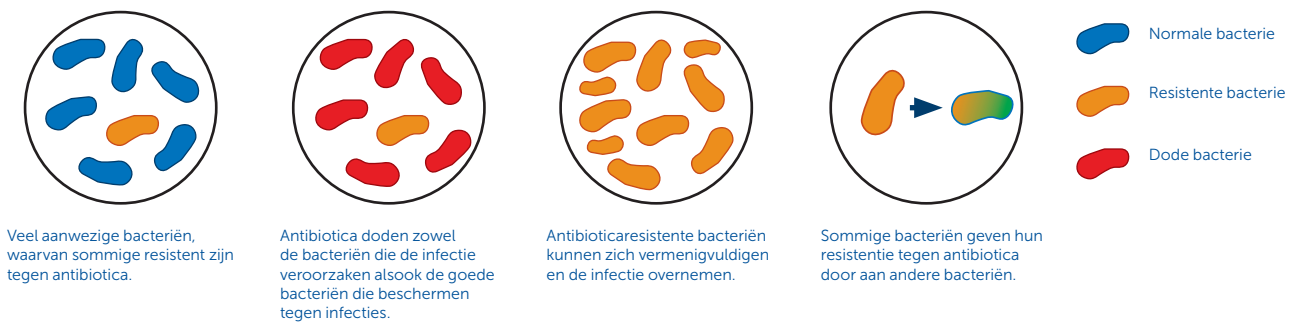 Normale bacterie
Resistente bacterie
Dode bacterie
Veel aanwezige bacteriën,
waarvan sommige resistent zijn
tegen antibiotica.
Antibiotica doden zowel
de bacteriën die de infectie
veroorzaken alsook de goede
bacteriën die beschermen
tegen infecties.
Antibioticaresistente bacteriën
kunnen zich vermenigvuldigen
en de infectie overnemen.
Sommige bacteriën geven hun
resistentie tegen antibiotica
door aan andere bacteriën.